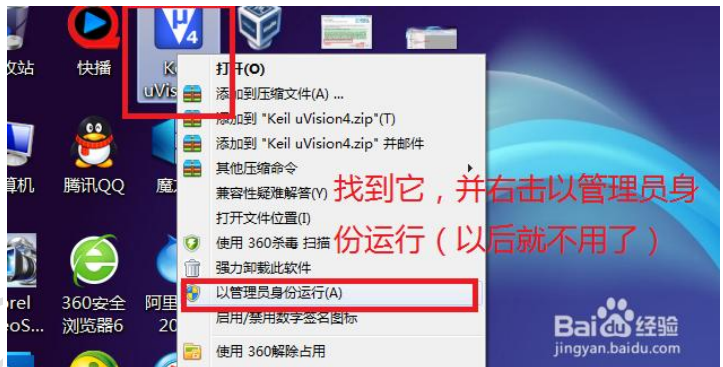 μ
V4
文站
快播
Ke
uVis
打开(O)
添加到压缩文件(A) ...
添加到 "Keil uVision4.zip"(T)
添加到 "Keil uVision4.zip" 并邮件
其他压缩命令
兼容性疑难解答(Y)
找到它，并右击以管理员身
份运行（以后就不用了）
算机
腾讯QQ
魔
打开文件位置(I)
使用 360杀毒 扫描
强力卸载此软件
以管理员身份运行(A)
启用/禁用数字签名图标
使用 360解除占用
orel
eoS...
360安全
浏览器6
阿里
20
Bai du 经验
jingyan.baidu.com